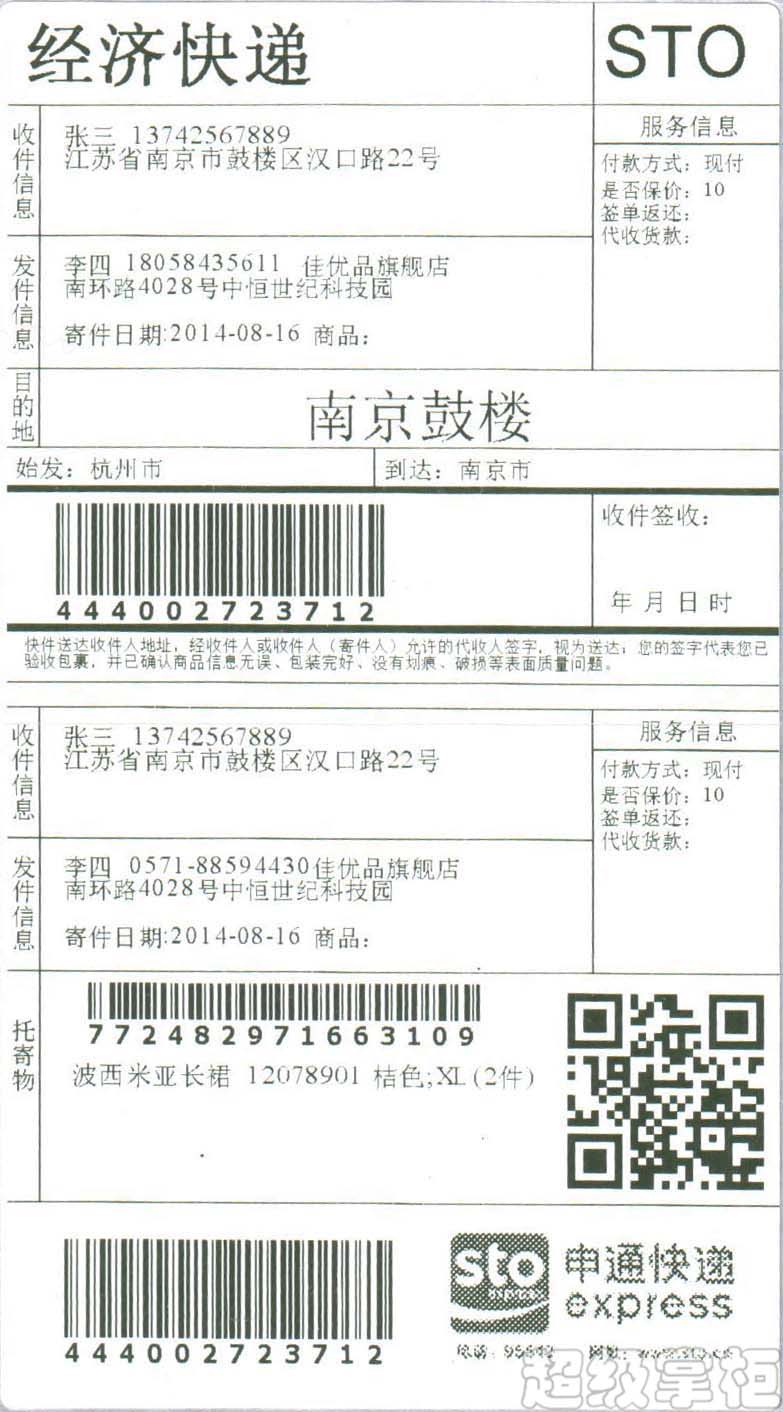 经济快递
STO
收件信息
张三 13742567889
江苏省南京市鼓楼区汉口路22号
服务信息
付款方式：现付
是否保价：10
签单返还：
代收货款：
发件信息
李四 18058435611 佳优品旗舰店
南环路4028号中恒世纪科技园
寄件日期:2014-08-16 商品：
目的地
南京鼓楼
始发：杭州市
到达：南京市
444002723712
收件签收：
年 月 日 时
快件送达收件人地址，经收件人或收件人（寄件人）允许的代收人签字，视为送达；您的签字代表您已
验收包裹，并已确认商品信息无误、包装完好、没有划痕、破损等表面质量问题。
收件信息
张三 13742567889
江苏省南京市鼓楼区汉口路22号
服务信息
付款方式：现付
是否保价：10
签单返还：
代收货款：
发件信息
李四 0571-88594430佳优品旗舰店
南环路4028号中恒世纪科技园
寄件日期:2014-08-16 商品：
托寄物
772482971663109
波西米亚长裙 12078901 桔色;XL(2件)
444002723712
sto
express
申通快递
express
电话：95543
网址：www.sto.cn
超级掌柜